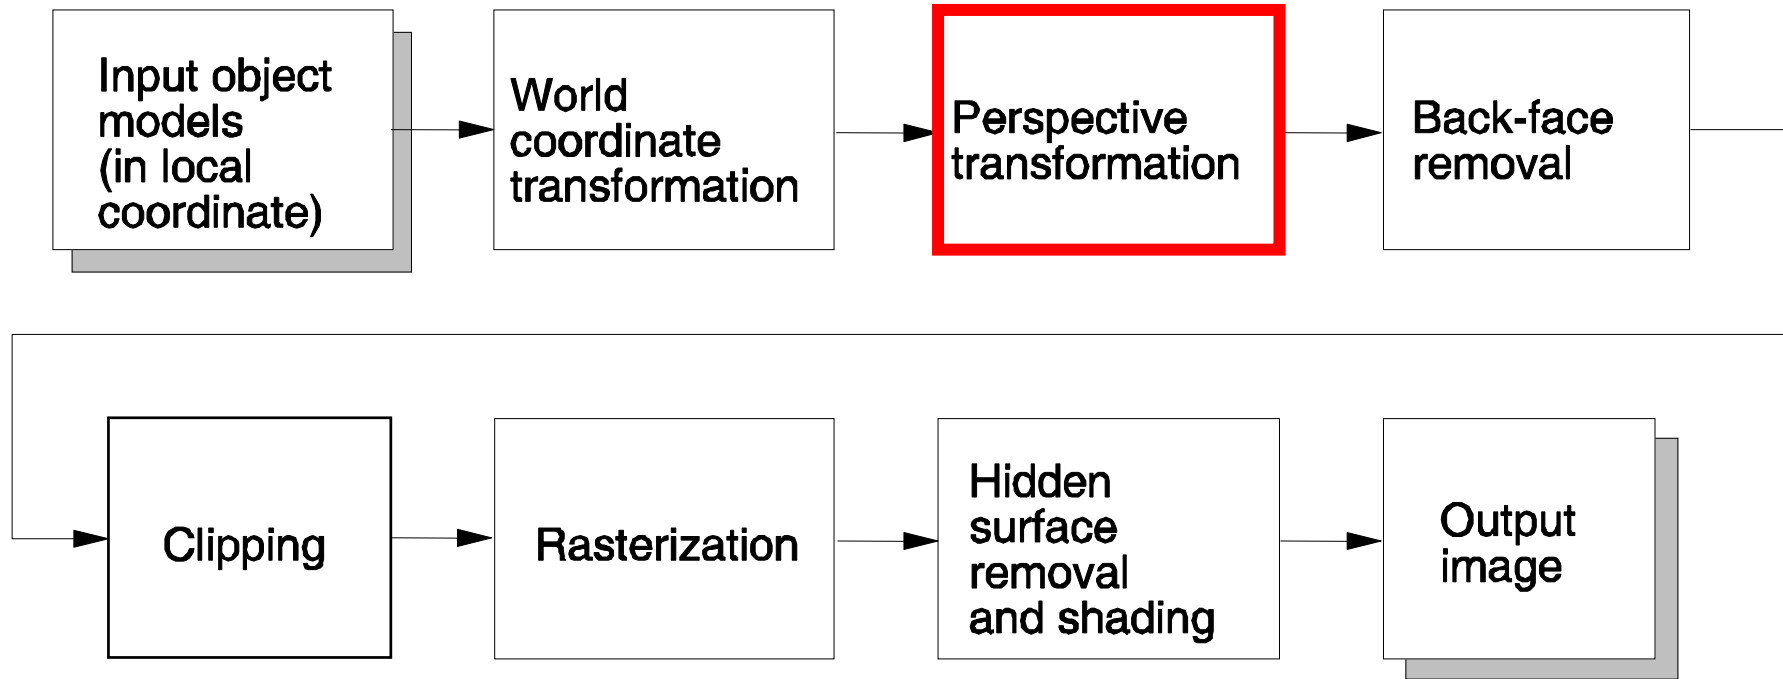 Input object
models
(in local
coordinate)
World
coordinate
transformation
Perspective
transformation
Back-face
removal
Clipping
Rasterization
Hidden
surface
removal
and shading
Output
image